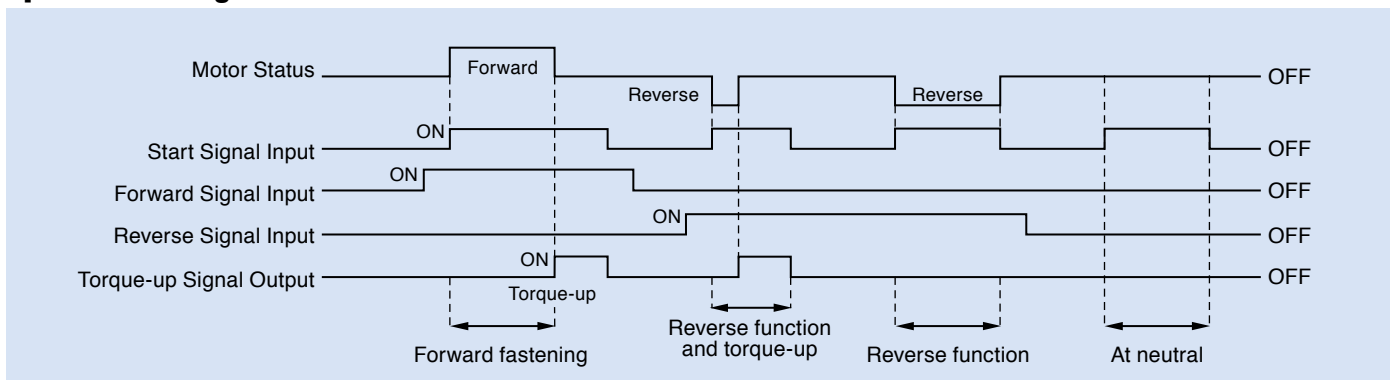 Motor Status
Forward
Reverse
Reverse
OFF
Start Signal Input
ON
OFF
Forward Signal Input
ON
OFF
Reverse Signal Input
ON
OFF
Torque-up Signal Output
ON
OFF
Torque-up
Forward fastening
Reverse function
and torque-up
Reverse function
At neutral